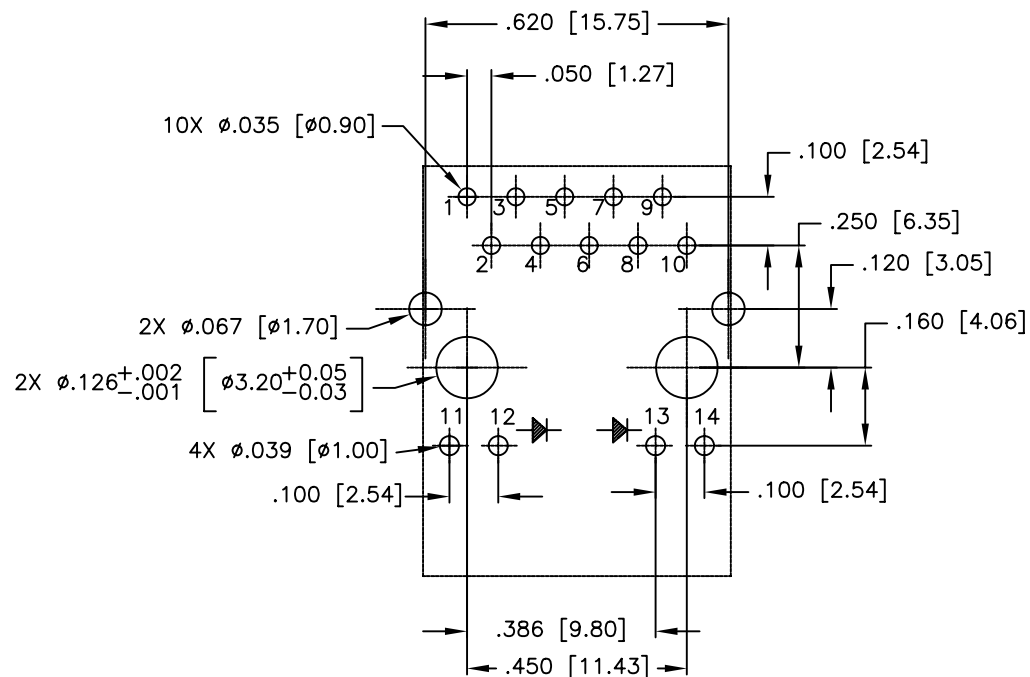 .620 [15.75]
.050 [1.27]
10X ø.035 [ø0.90]
.100 [2.54]
1 3 5 7 9
.250 [6.35]
2 4 6 8 10
.120 [3.05]
2X ø.067 [ø1.70]
.160 [4.06]
2X ø.126+.002 -.001 [ø3.20+0.05 -0.03]
11 12 13 14
4X ø.039 [ø1.00]
.100 [2.54]
.100 [2.54]
.386 [9.80]
.450 [11.43]